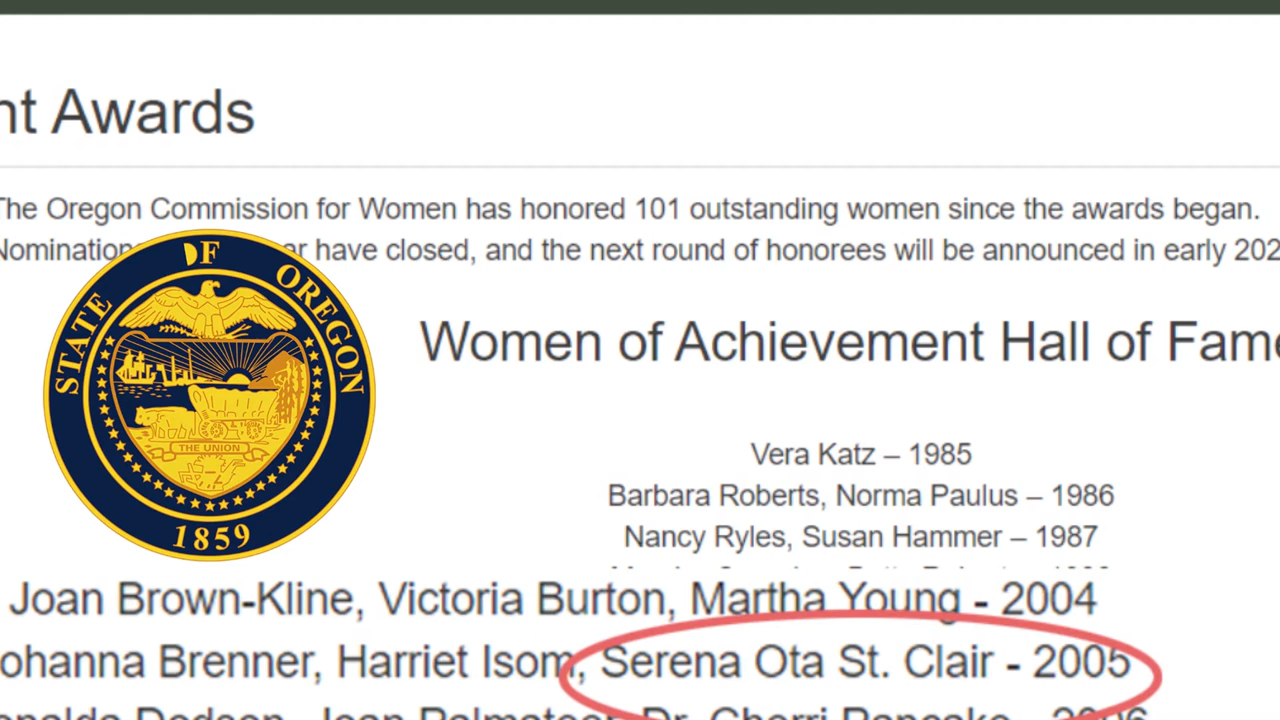 nt Awards
The Oregon Commission for Women has honored 101 outstanding women since the awards began.
have closed, and the next round of honorees will be announced in early 202
STATE OF OREGON
THE UNION
1859
Women of Achievement Hall of Fame
Vera Katz – 1985
Barbara Roberts, Norma Paulus – 1986
Nancy Ryles, Susan Hammer – 1987
Joan Brown-Kline, Victoria Burton, Martha Young - 2004
ohanna Brenner, Harriet Isom, Serena Ota St. Clair - 2005